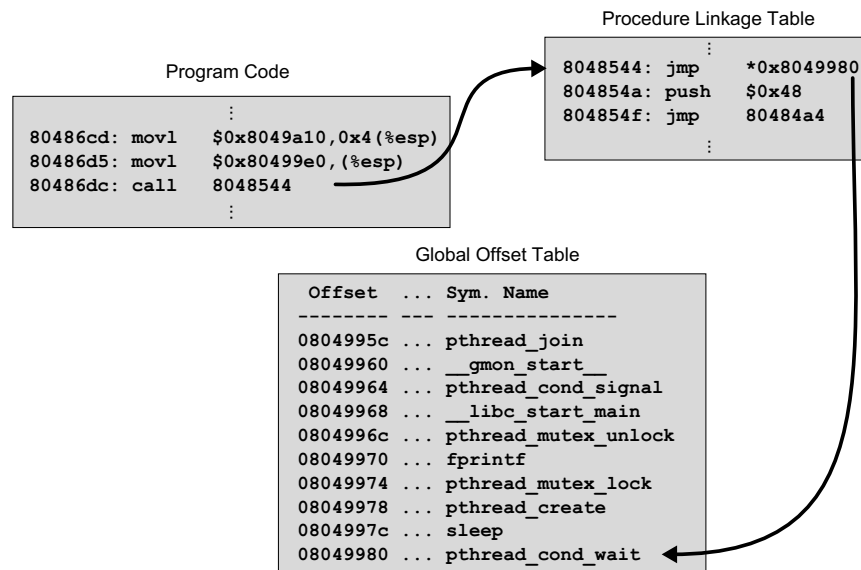 Procedure Linkage Table
⋮
8048544: jmp *0x8049980
804854a: push $0x48
804854f: jmp 80484a4
⋮
Program Code
⋮
80486cd: movl $0x8049a10,0x4(%esp)
80486d5: movl $0x80499e0,(%esp)
80486dc: call 8048544
⋮
Global Offset Table
Offset ... Sym. Name
-------- --- ---------------
0804995c ... pthread_join
08049960 ... __gmon_start__
08049964 ... pthread_cond_signal
08049968 ... __libc_start_main
0804996c ... pthread_mutex_unlock
08049970 ... fprintf
08049974 ... pthread_mutex_lock
08049978 ... pthread_create
0804997c ... sleep
08049980 ... pthread_cond_wait